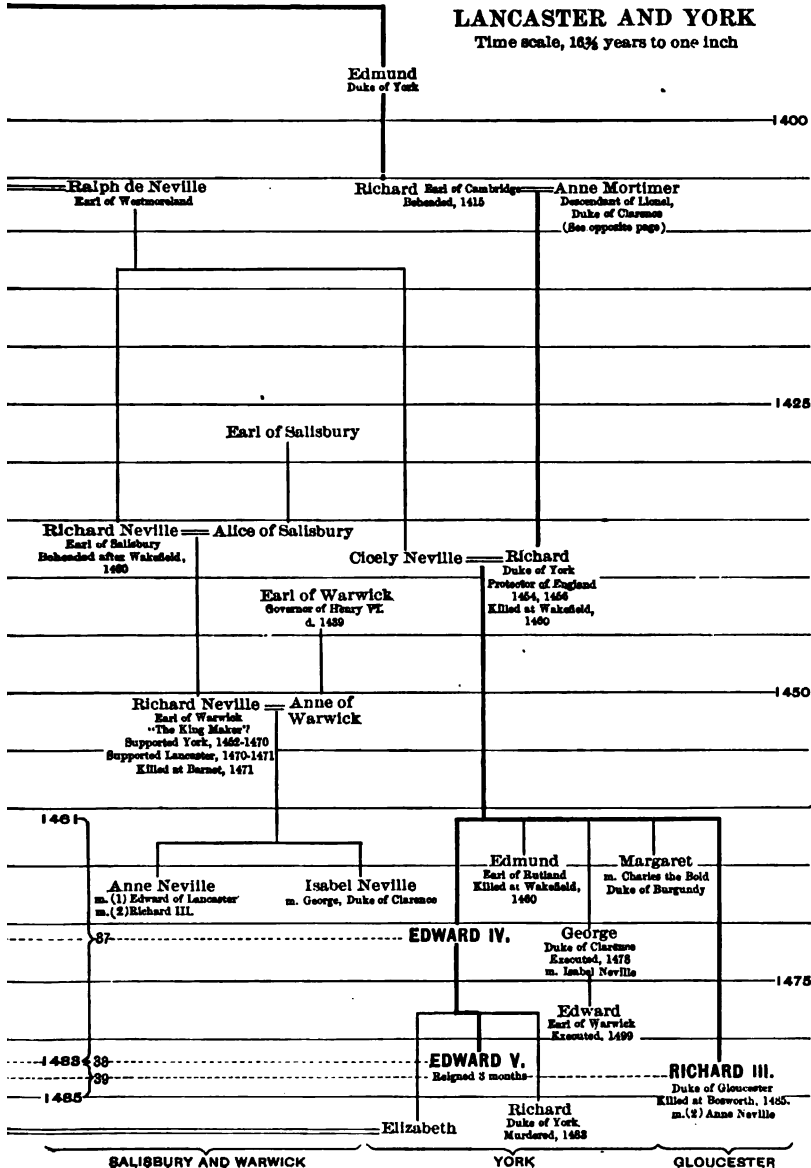 LANCASTER AND YORK
Time scale, 16⅔ years to one inch
Edmund
Duke of York
1400
Ralph de Neville
Earl of Westmoreland
Richard Earl of Cambridge
Beheaded, 1415
Anne Mortimer
Descendant of Lionel,
Duke of Clarence
(See opposite page)
1425
Earl of Salisbury
Richard Neville
Earl of Salisbury
Beheaded after Wakefield,
1460
Alice of Salisbury
Cicely Neville
Richard
Duke of York
Protector of England
1454, 1456
Killed at Wakefield,
1460
Earl of Warwick
Governor of Henry VI.
d. 1439
1450
Richard Neville
Earl of Warwick
"The King Maker"
Supported York, 1452-1470
Supported Lancaster, 1470-1471
Killed at Barnet, 1471
Anne of
Warwick
1461
Anne Neville
m. (1) Edward of Lancaster
m. (2) Richard III.
Isabel Neville
m. George, Duke of Clarence
Edmund
Earl of Rutland
Killed at Wakefield,
1460
Margaret
m. Charles the Bold
Duke of Burgundy
37
EDWARD IV.
George
Duke of Clarence
Executed, 1478
m. Isabel Neville
1475
Edward
Earl of Warwick
Executed, 1499
1483
38
EDWARD V.
Reigned 3 months
39
RICHARD III.
Duke of Gloucester
Killed at Bosworth, 1485.
m. (2) Anne Neville
1485
Elizabeth
Richard
Duke of York
Murdered, 1483
SALISBURY AND WARWICK
YORK
GLOUCESTER